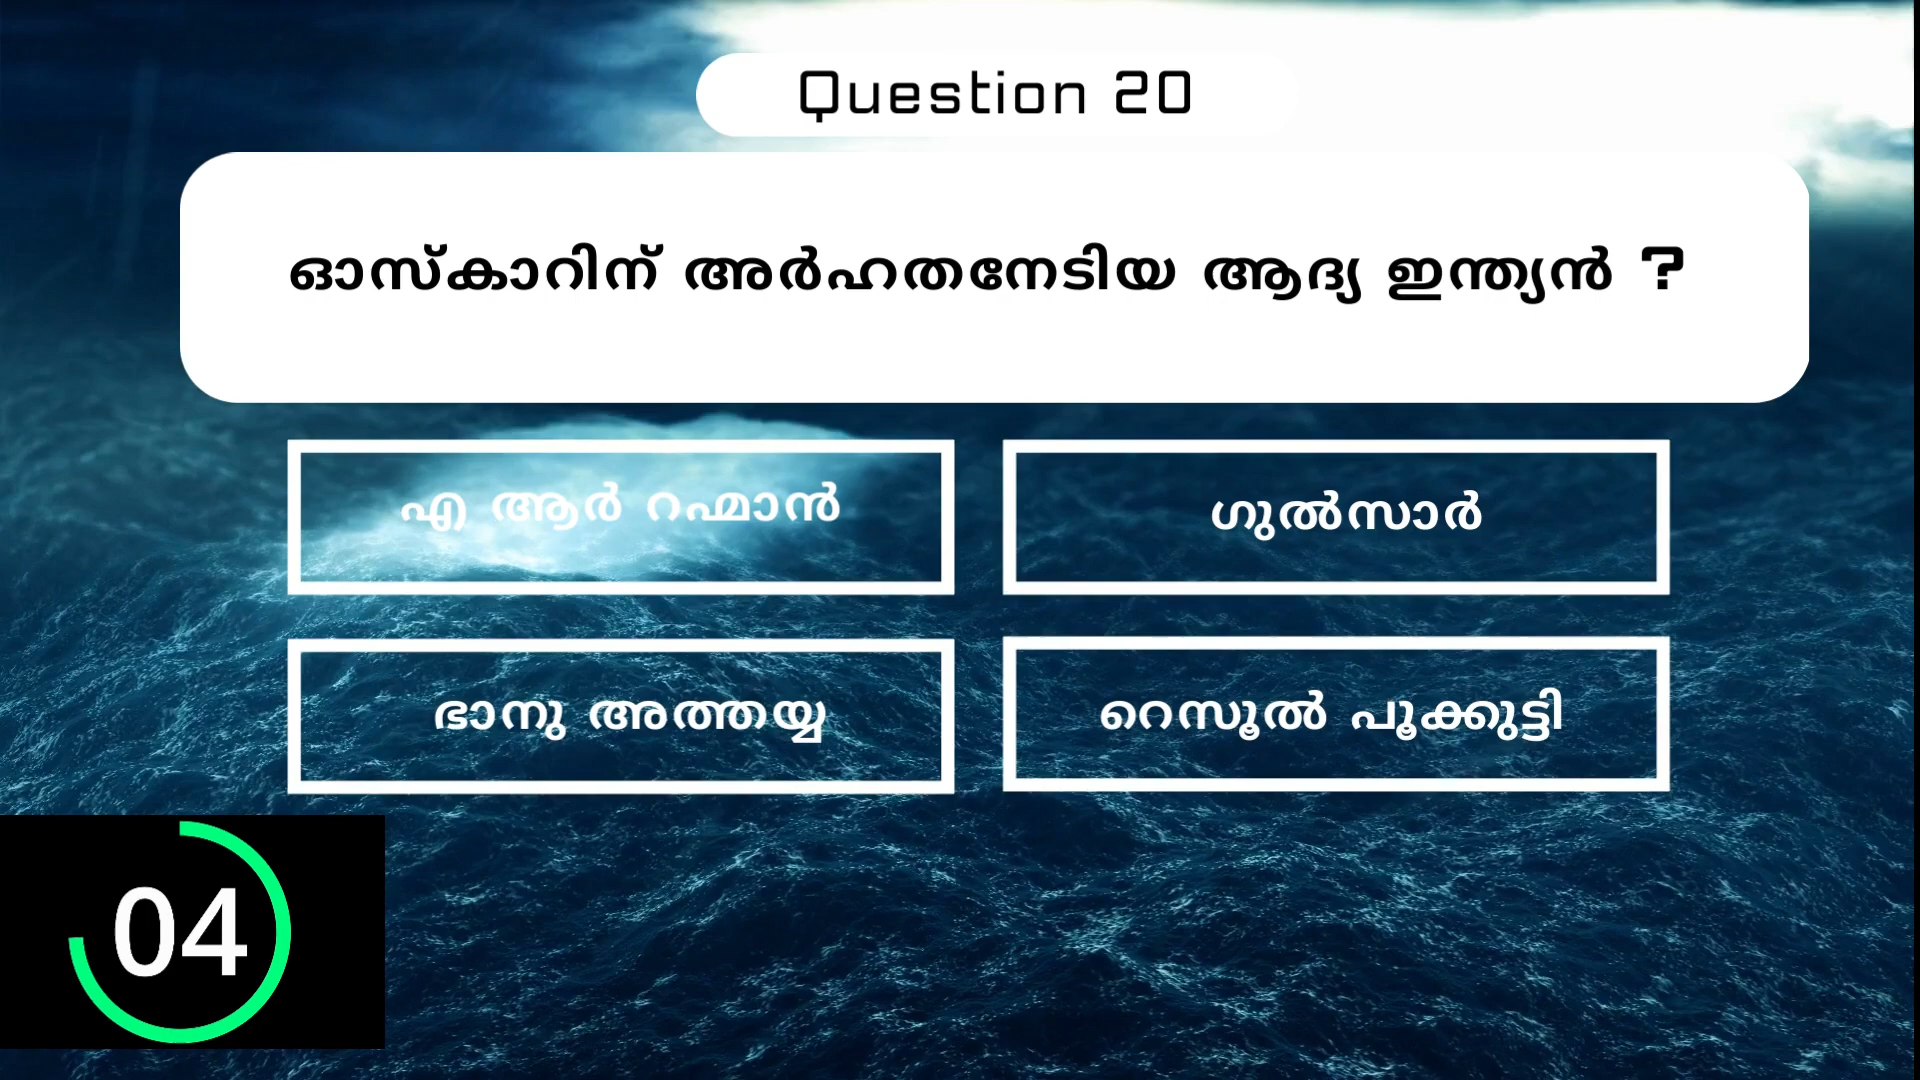 Question 20
ഓസ്കാറിന് അർഹതനേടിയ ആദ്യ ഇന്ത്യൻ ?
എ ആർ റഹ്മാൻ
ഗുൽസാർ
ഭാനു അത്തയ്യ
റെസൂൽ പൂക്കുട്ടി
04